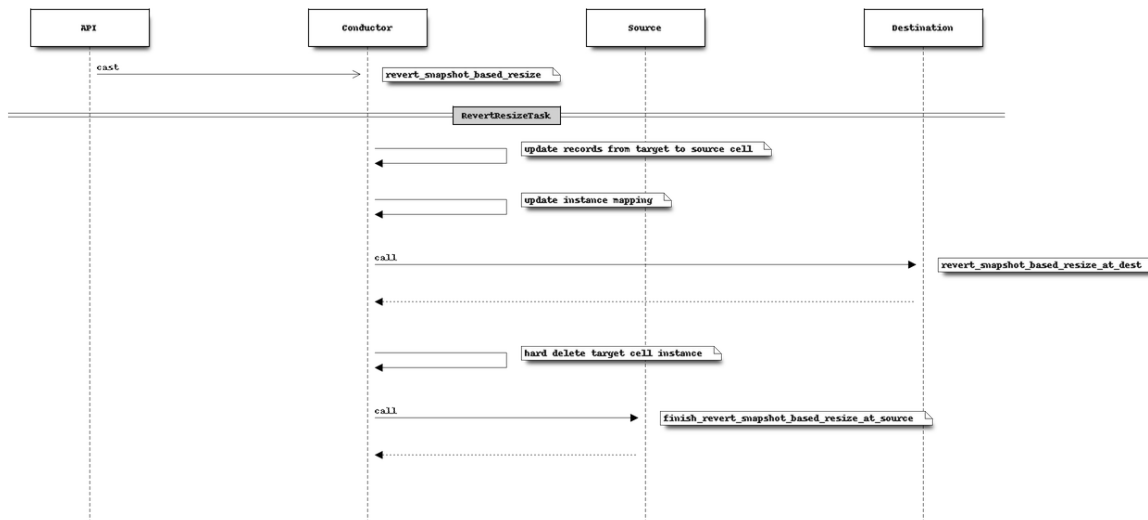 API
Conductor
Source
Destination
cast
revert_snapshot_based_resize
RevertResizeTask
update records from target to source cell
update instance mapping
call
revert_snapshot_based_resize_at_dest
hard delete target cell instance
call
finish_revert_snapshot_based_resize_at_source